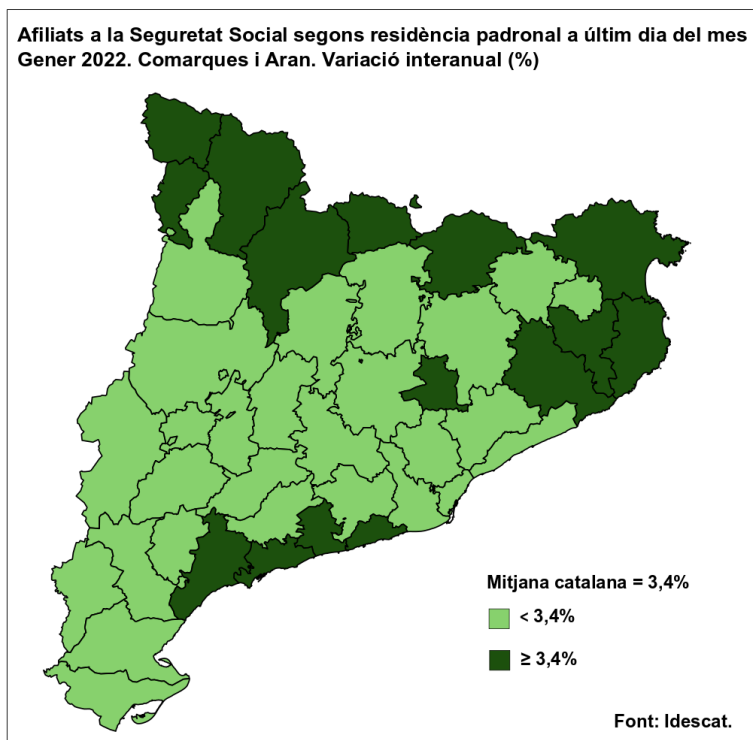 Afiliats a la Seguretat Social segons residència padronal a últim dia del mes
Gener 2022. Comarques i Aran. Variació interanual (%)
Mitjana catalana = 3,4%
< 3,4%
≥ 3,4%
Font: Idescat.